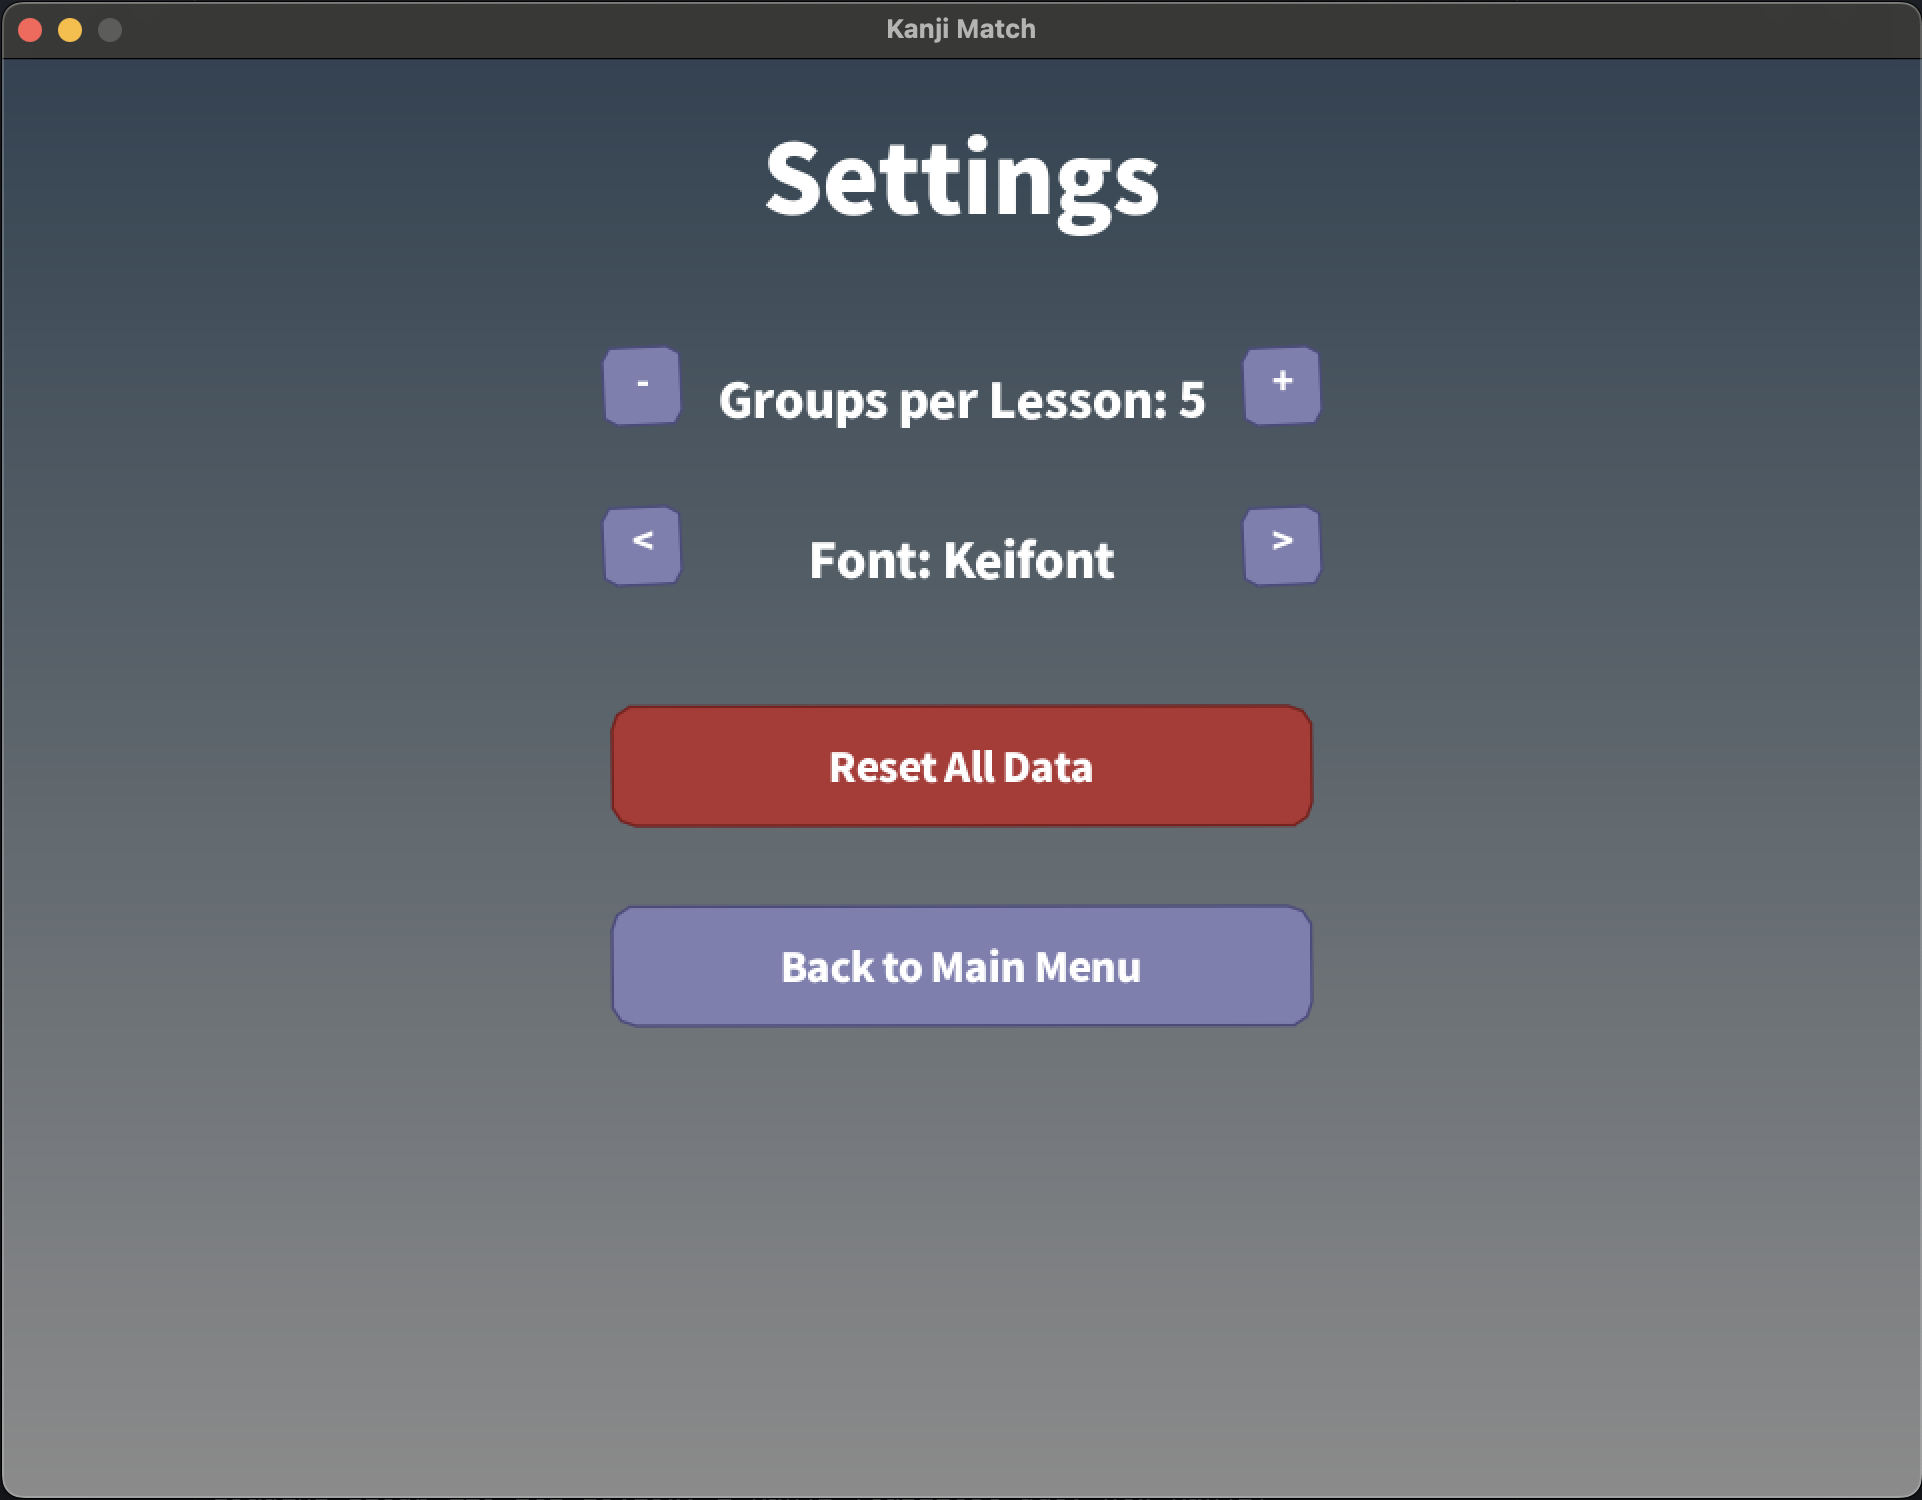 Kanji Match
Settings
- Groups per Lesson: 5 +
< Font: Keifont >
Reset All Data
Back to Main Menu